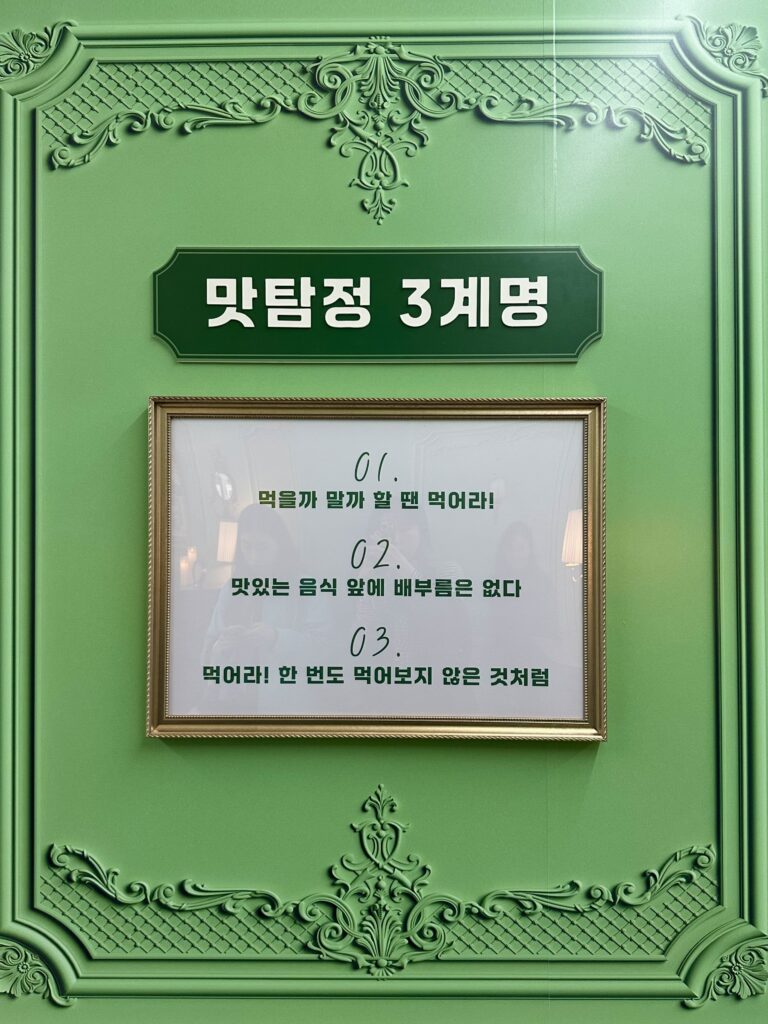 맛탐정 3계명
01.
먹을까 말까 할 땐 먹어라!
02.
맛있는 음식 앞에 배부름은 없다
03.
먹어라! 한 번도 먹어보지 않은 것처럼